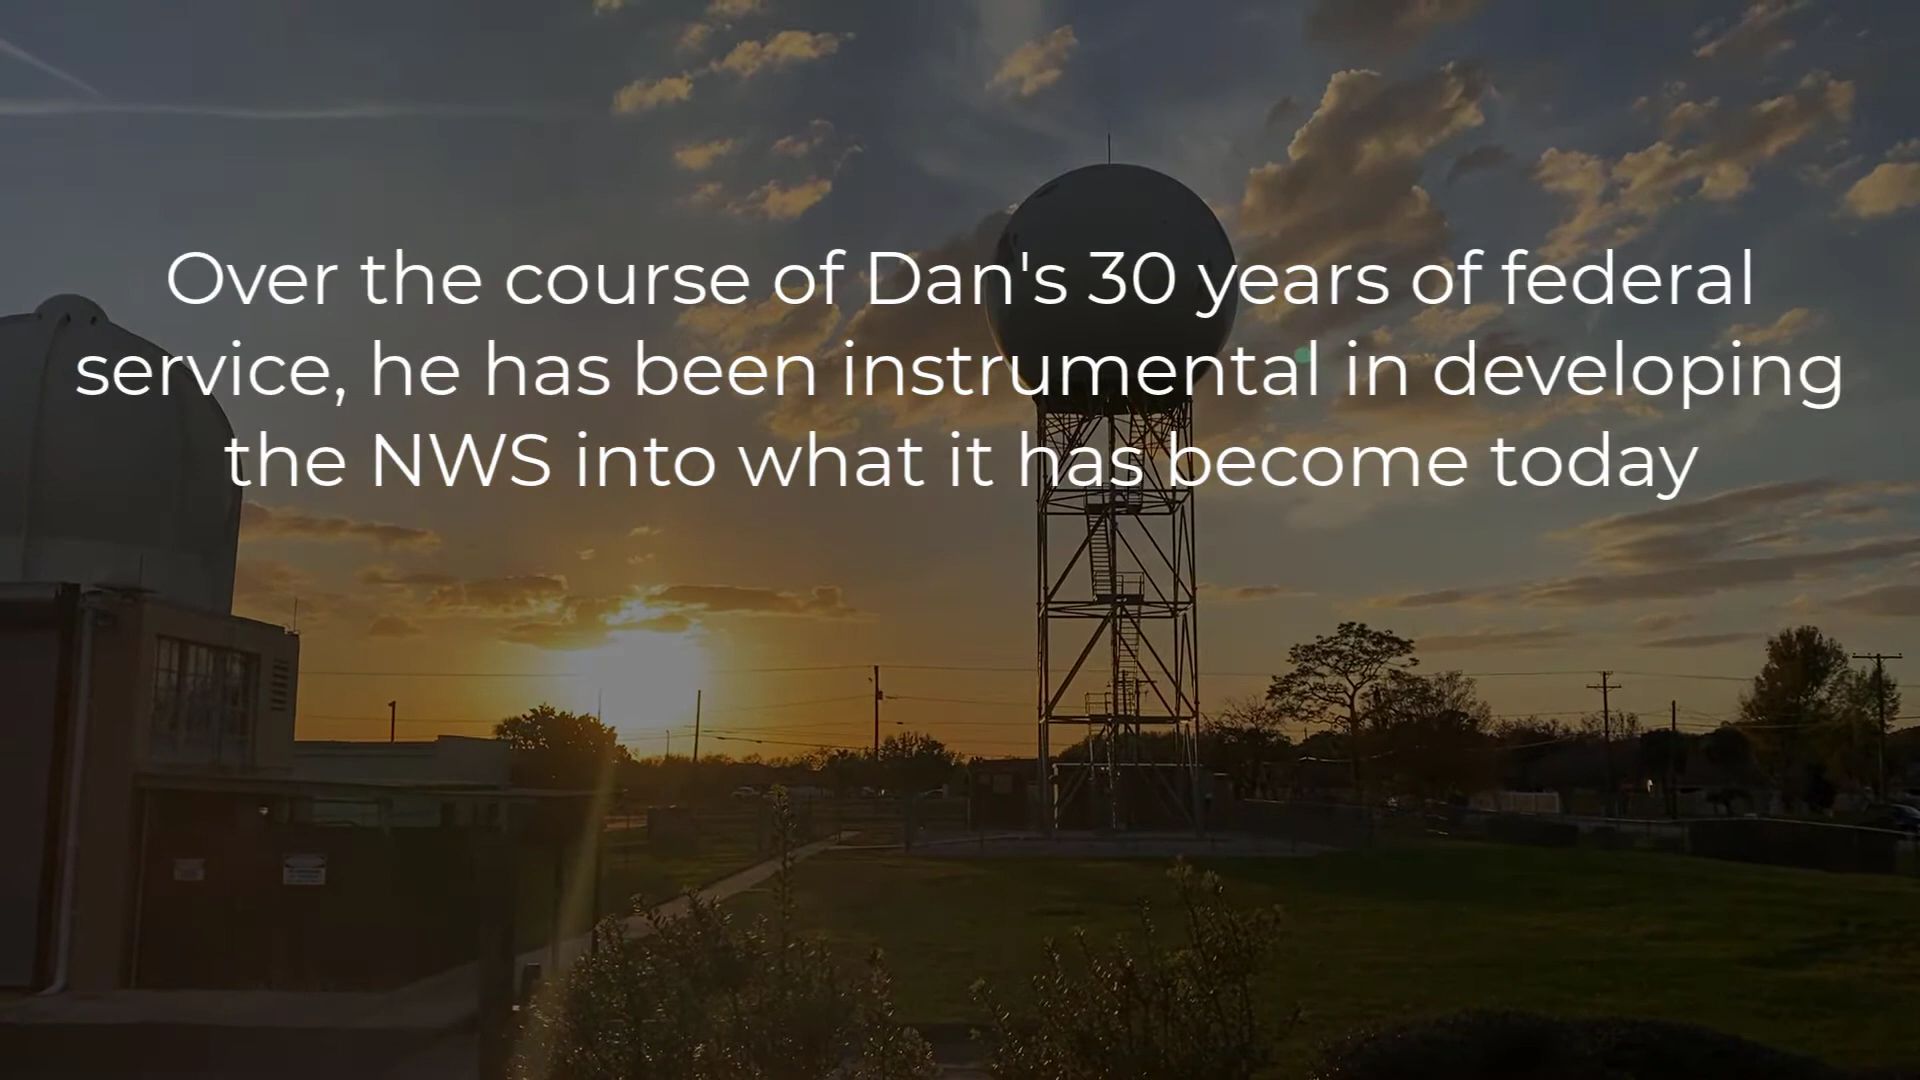 Over the course of Dan's 30 years of federal
service, he has been instrumental in developing
the NWS into what it has become today